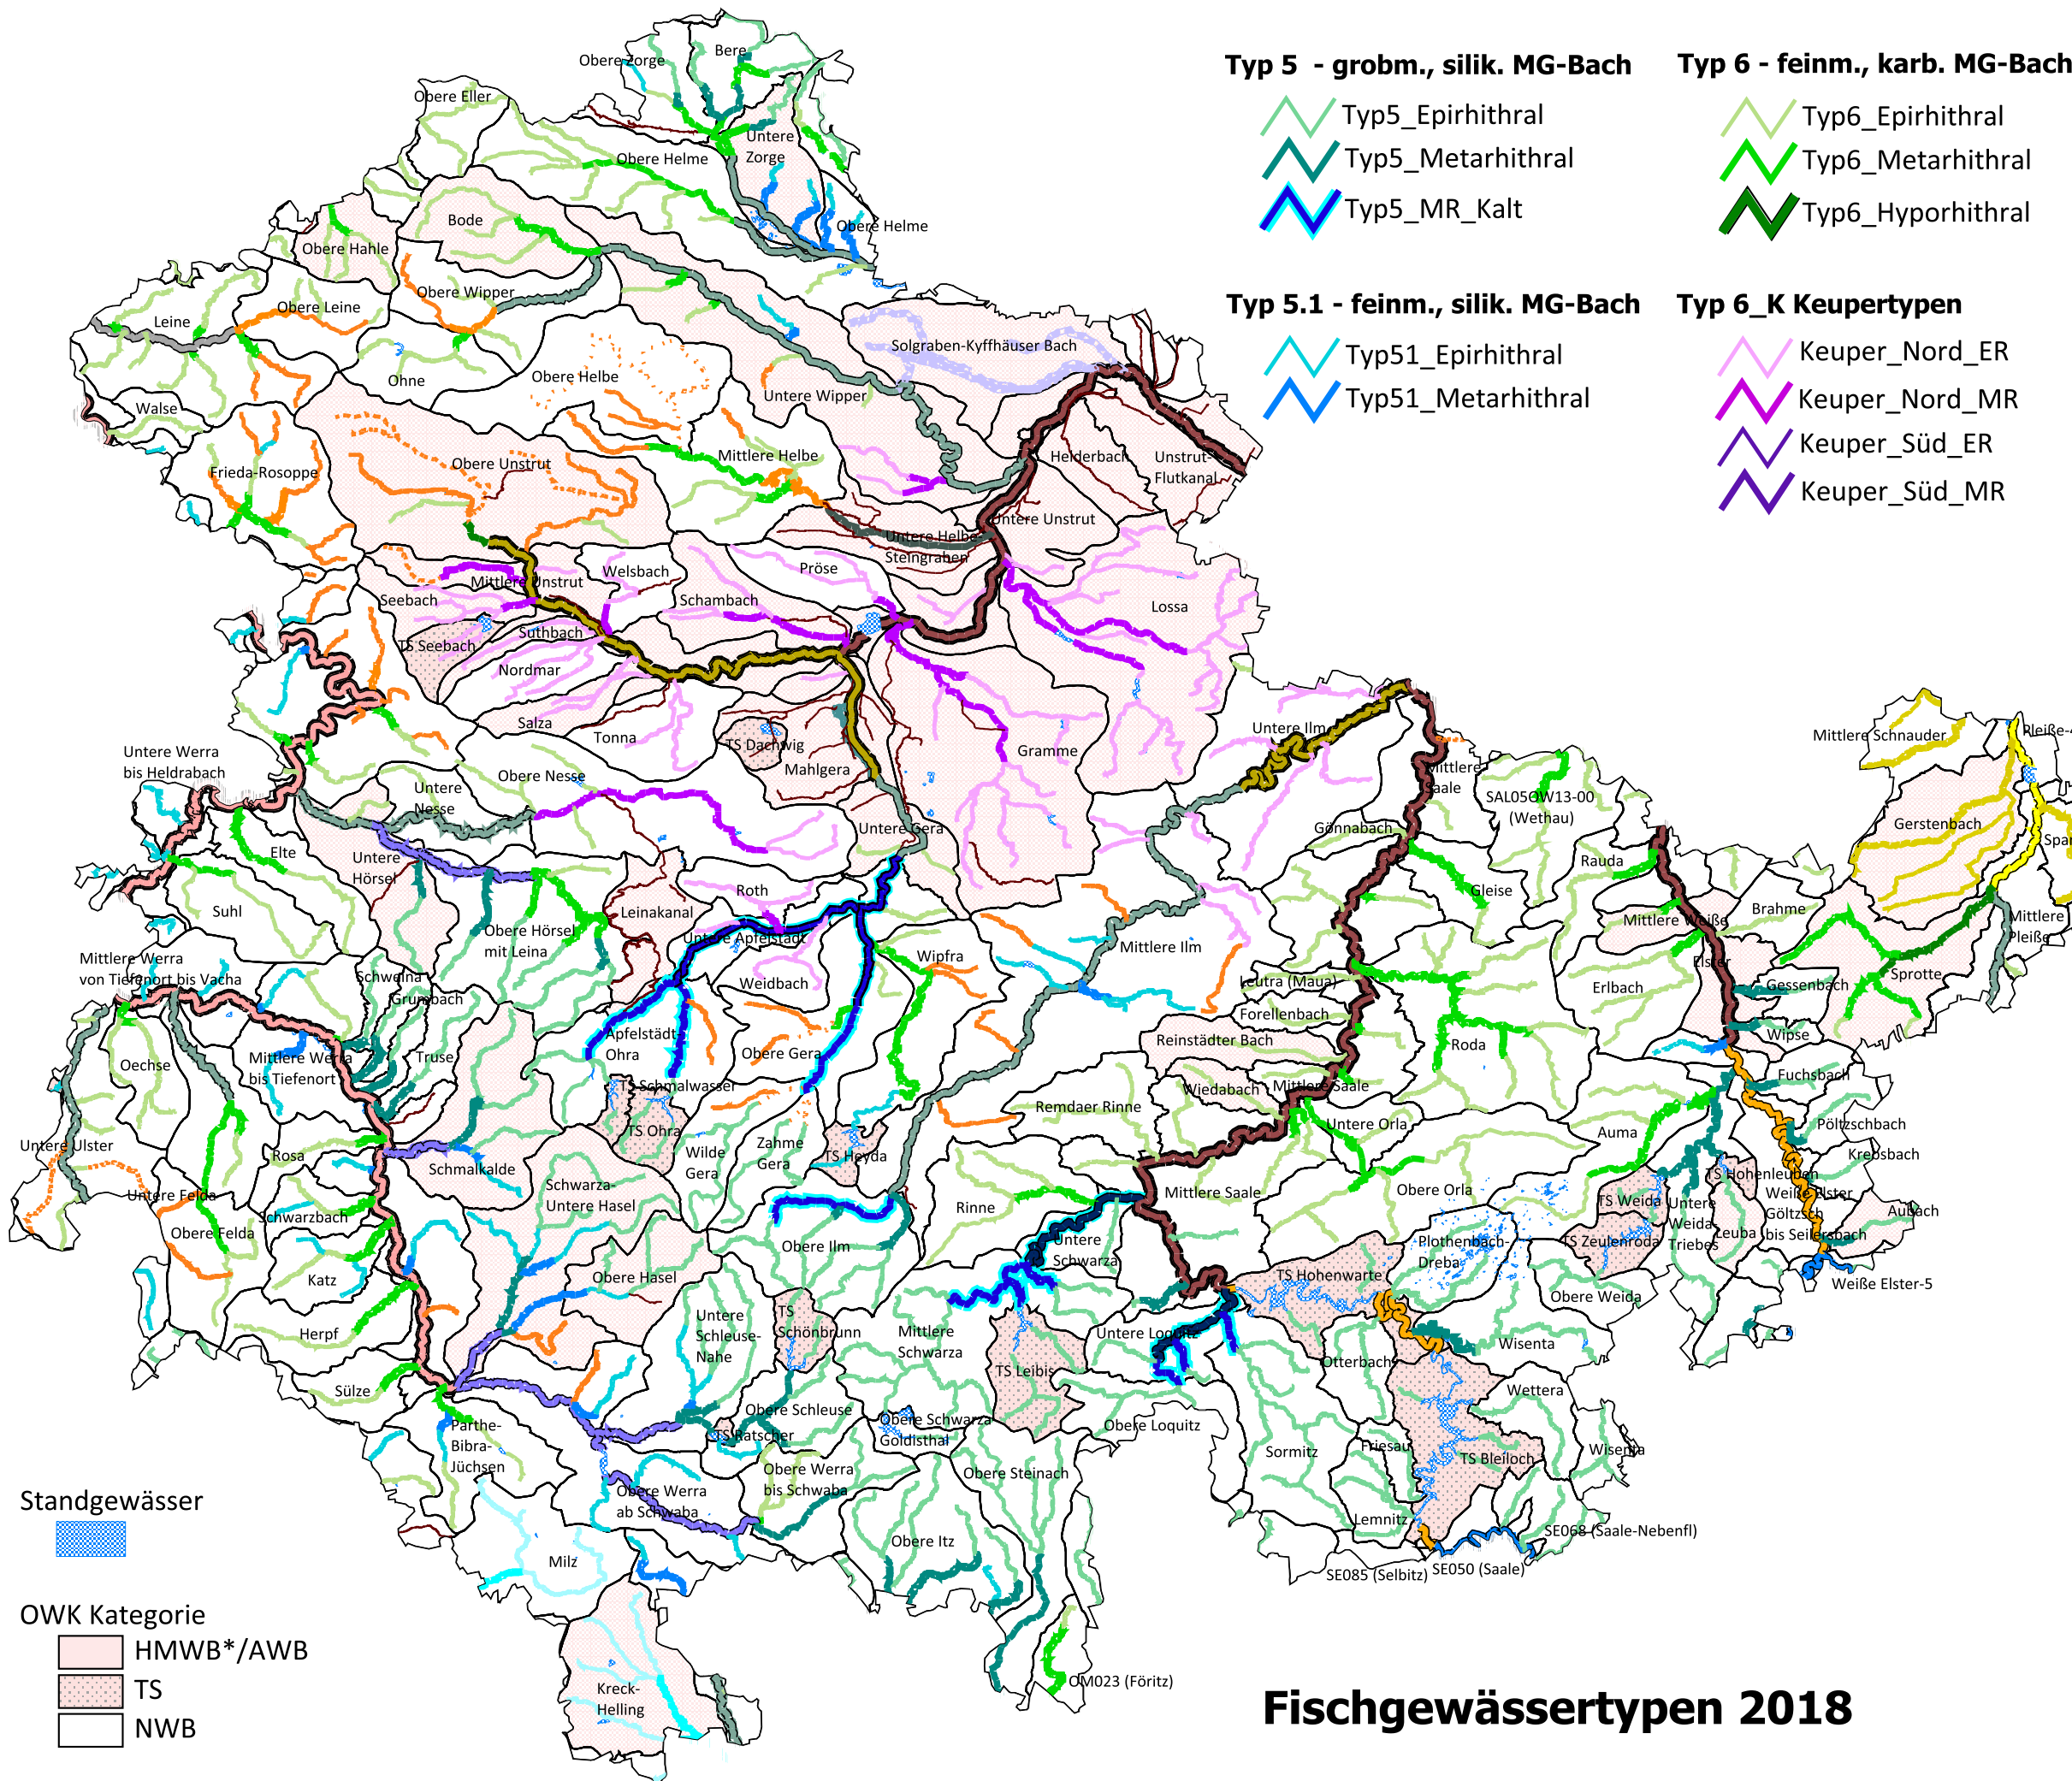 Typ 5 - grobm., silik. MG-Bach
Typ5_Epirhithral
Typ5_Metarhithral
Typ5_MR_Kalt
Typ 6 - feinm., karb. MG-Bach
Typ6_Epirhithral
Typ6_Metarhithral
Typ6_Hyporhithral
Typ 5.1 - feinm., silik. MG-Bach
Typ51_Epirhithral
Typ51_Metarhithral
Typ 6_K Keupertypen
Keuper_Nord_ER
Keuper_Nord_MR
Keuper_Süd_ER
Keuper_Süd_MR
Obere Zorge
Bere
Obere Eller
Untere
Zorge
Obere Helme
Obere Helme
Bode
Obere Hahle
Obere Wipper
Obere Leine
Leine
Solgraben-Kyffhäuser Bach
Ohne
Obere Helbe
Untere Wipper
Walse
Frieda-Rosoppe
Obere Unstrut
Mittlere Helbe
Helderbach
Unstrut-
Flutkanal
Untere Unstrut
Untere Helbe-
Steingraben
Mittlere Unstrut
Welsbach
Pröse
Seebach
Schambach
Lossa
Suthbach
TS Seebach
Nordmar
Salza
Tonna
TS Dachwig
Mahlgera
Gramme
Untere Ilm
Mittlere
Saale
Mittlere Schnauder
Pleiße-4
Untere Werra
bis Heldrabach
Obere Nesse
Untere
Nesse
SAL05OW13-00
(Wethau)
Gerstenbach
Untere Gera
Gönnabach
Elte
Untere
Hörsel
Rauda
Gleise
Roth
Leinakanal
Suhl
Obere Hörsel
mit Leina
Untere Apfelstädt
Mittlere Ilm
Mittlere Weiße
Elster
Brahme
Mittlere
Pleiße
Mittlere Werra
von Tiefenort bis Vacha
Schweina
Grumbach
Weidbach
Wipfra
Leutra (Maua)
Erlbach
Gessenbach
Sprotte
Forellenbach
Apfelstädt-
Ohra
Obere Gera
Reinstädter Bach
Roda
Wipse
Mittlere Werra
bis Tiefenort
Truse
Oechse
TS Schmalwasser
Wiedabach
Mittlere Saale
Fuchsbach
Remdaer Rinne
TS Ohra
Zahme
Gera
Wilde
Gera
TS Heyda
Untere Orla
Auma
Pöltzschbach
Untere Ulster
Rosa
Schmalkalde
Krebsbach
TS Hohenleuben
Untere Felda
Schwarza-
Untere Hasel
Mittlere Saale
Obere Orla
TS Weida
Untere
Weida-
Triebes
Weiße Elster
Göltzsch
bis Seilersbach
Schwarzbach
Rinne
Aubach
Obere Felda
Obere Ilm
Untere
Schwarza
Plothenbach-
Dreba
TS Zeulenroda
Leuba
Katz
Obere Hasel
TS Hohenwarte
Weiße Elster-5
Obere Weida
Herpf
Untere
Schleuse-
Nahe
TS
Schönbrunn
Mittlere
Schwarza
Untere Loquitz
Wisenta
Otterbach
TS Leibis
Sülze
Wettera
Obere Schleuse
Obere Schwarza
Goldisthal
Obere Loquitz
Parthe-
Bibra-
Jüchsen
TS Ratscher
Sormitz
Friesau
Wisenta
TS Bleiloch
Obere Werra
bis Schwaba
Obere Steinach
Obere Werra
ab Schwaba
Lemnitz
SE068 (Saale-Nebenfl)
Obere Itz
Milz
SE085 (Selbitz)
SE050 (Saale)
OM023 (Föritz)
Kreck-
Helling
Standgewässer
OWK Kategorie
HMWB*/AWB
TS
NWB
Fischgewässertypen 2018